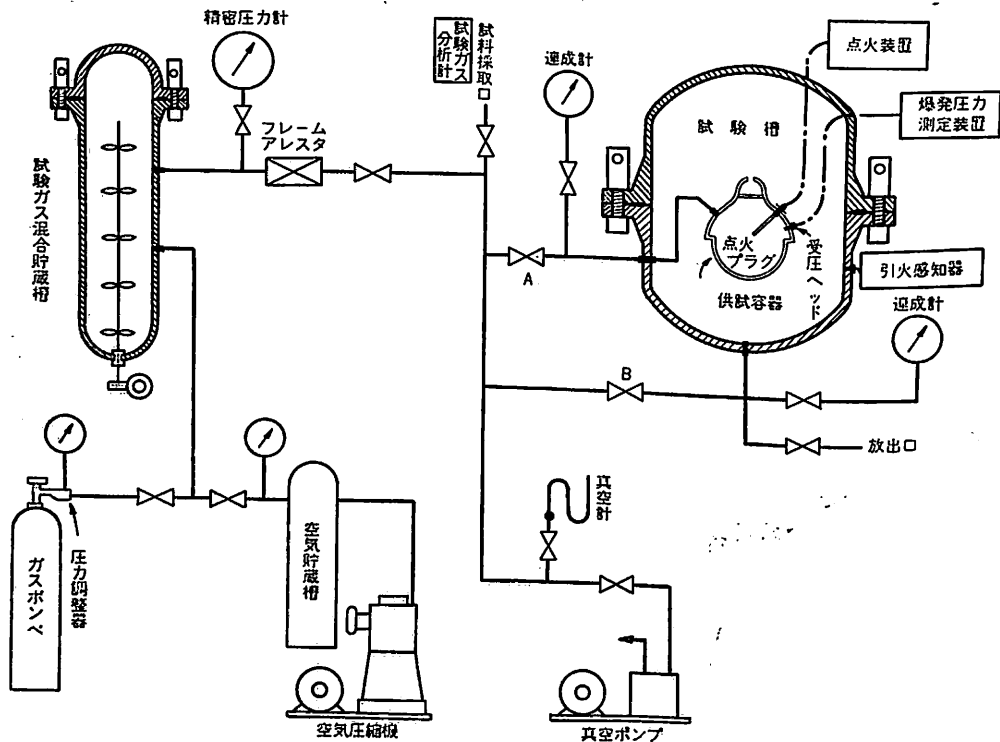 精密圧力計
試料採取口
試験ガス
分析計
連成計
点火装置
爆発圧力
測定装置
試験槽
フレーム
アレスタ
試験ガス混合貯蔵槽
点火
プラグ
受圧ヘッド
供試容器
引火感知器
連成計
A
B
放出口
真空計
圧力調整器
ガスボンベ
空気貯蔵槽
空気圧縮機
真空ポンプ